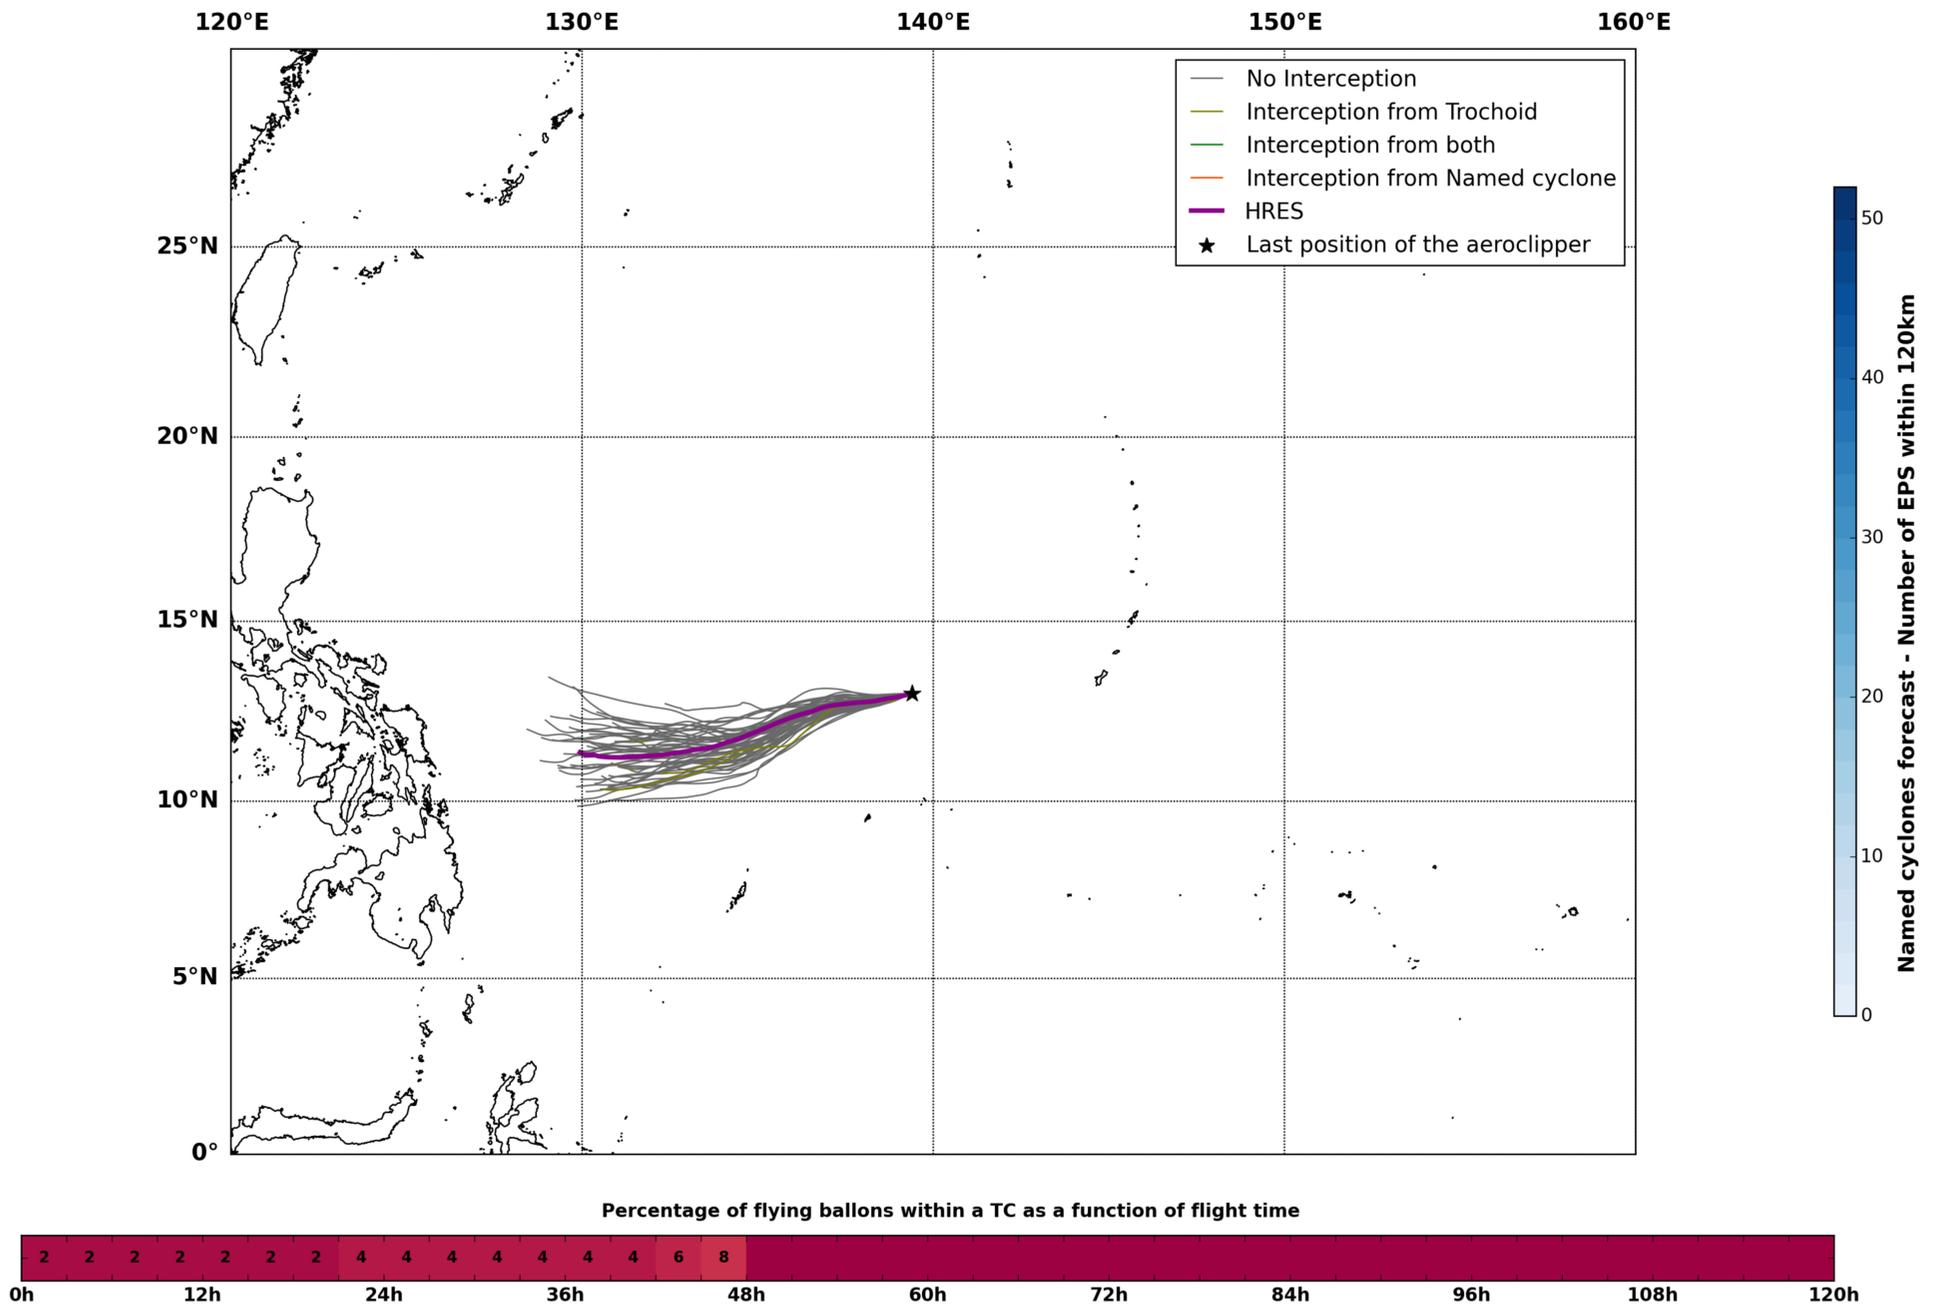 120°E 130°E 140°E 150°E 160°E
No Interception
Interception from Trochoid
Interception from both
Interception from Named cyclone
HRES
Last position of the aeroclipper
25°N
20°N
15°N
10°N
5°N
0°
50
40
30
20
10
0
Named cyclones forecast - Number of EPS within 120km
Percentage of flying ballons within a TC as a function of flight time
2 2 2 2 2 2 2 4 4 4 4 4 4 4 6 8
0h 12h 24h 36h 48h 60h 72h 84h 96h 108h 120h